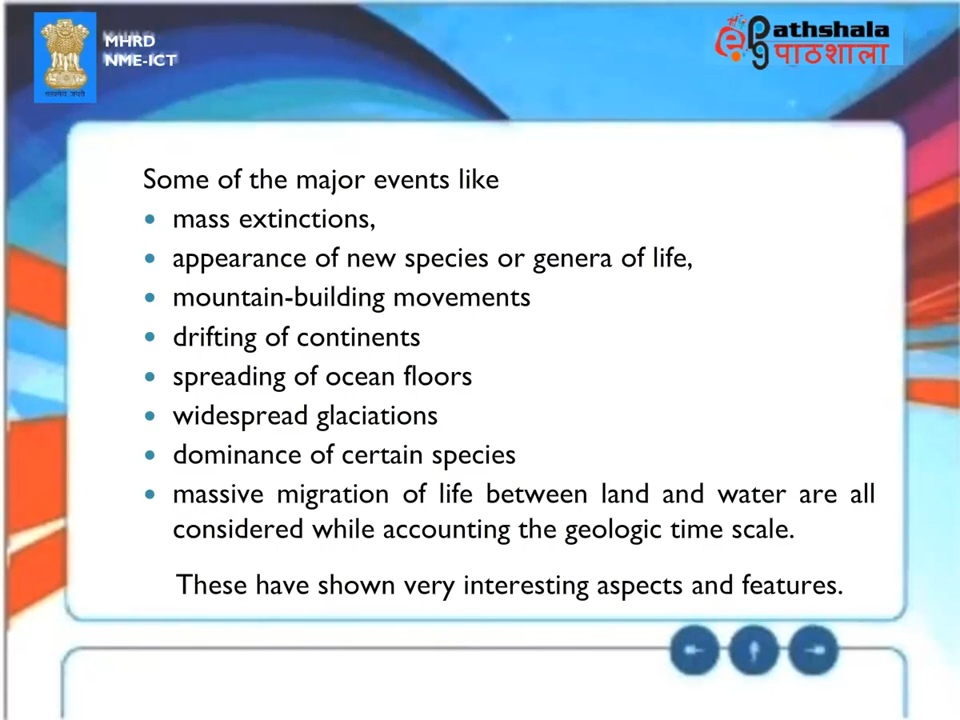 MHRD
NME-ICT
Pathshala
पाठशाला
Some of the major events like
• mass extinctions,
• appearance of new species or genera of life,
• mountain-building movements
• drifting of continents
• spreading of ocean floors
• widespread glaciations
• dominance of certain species
• massive migration of life between land and water are all
considered while accounting the geologic time scale.
These have shown very interesting aspects and features.